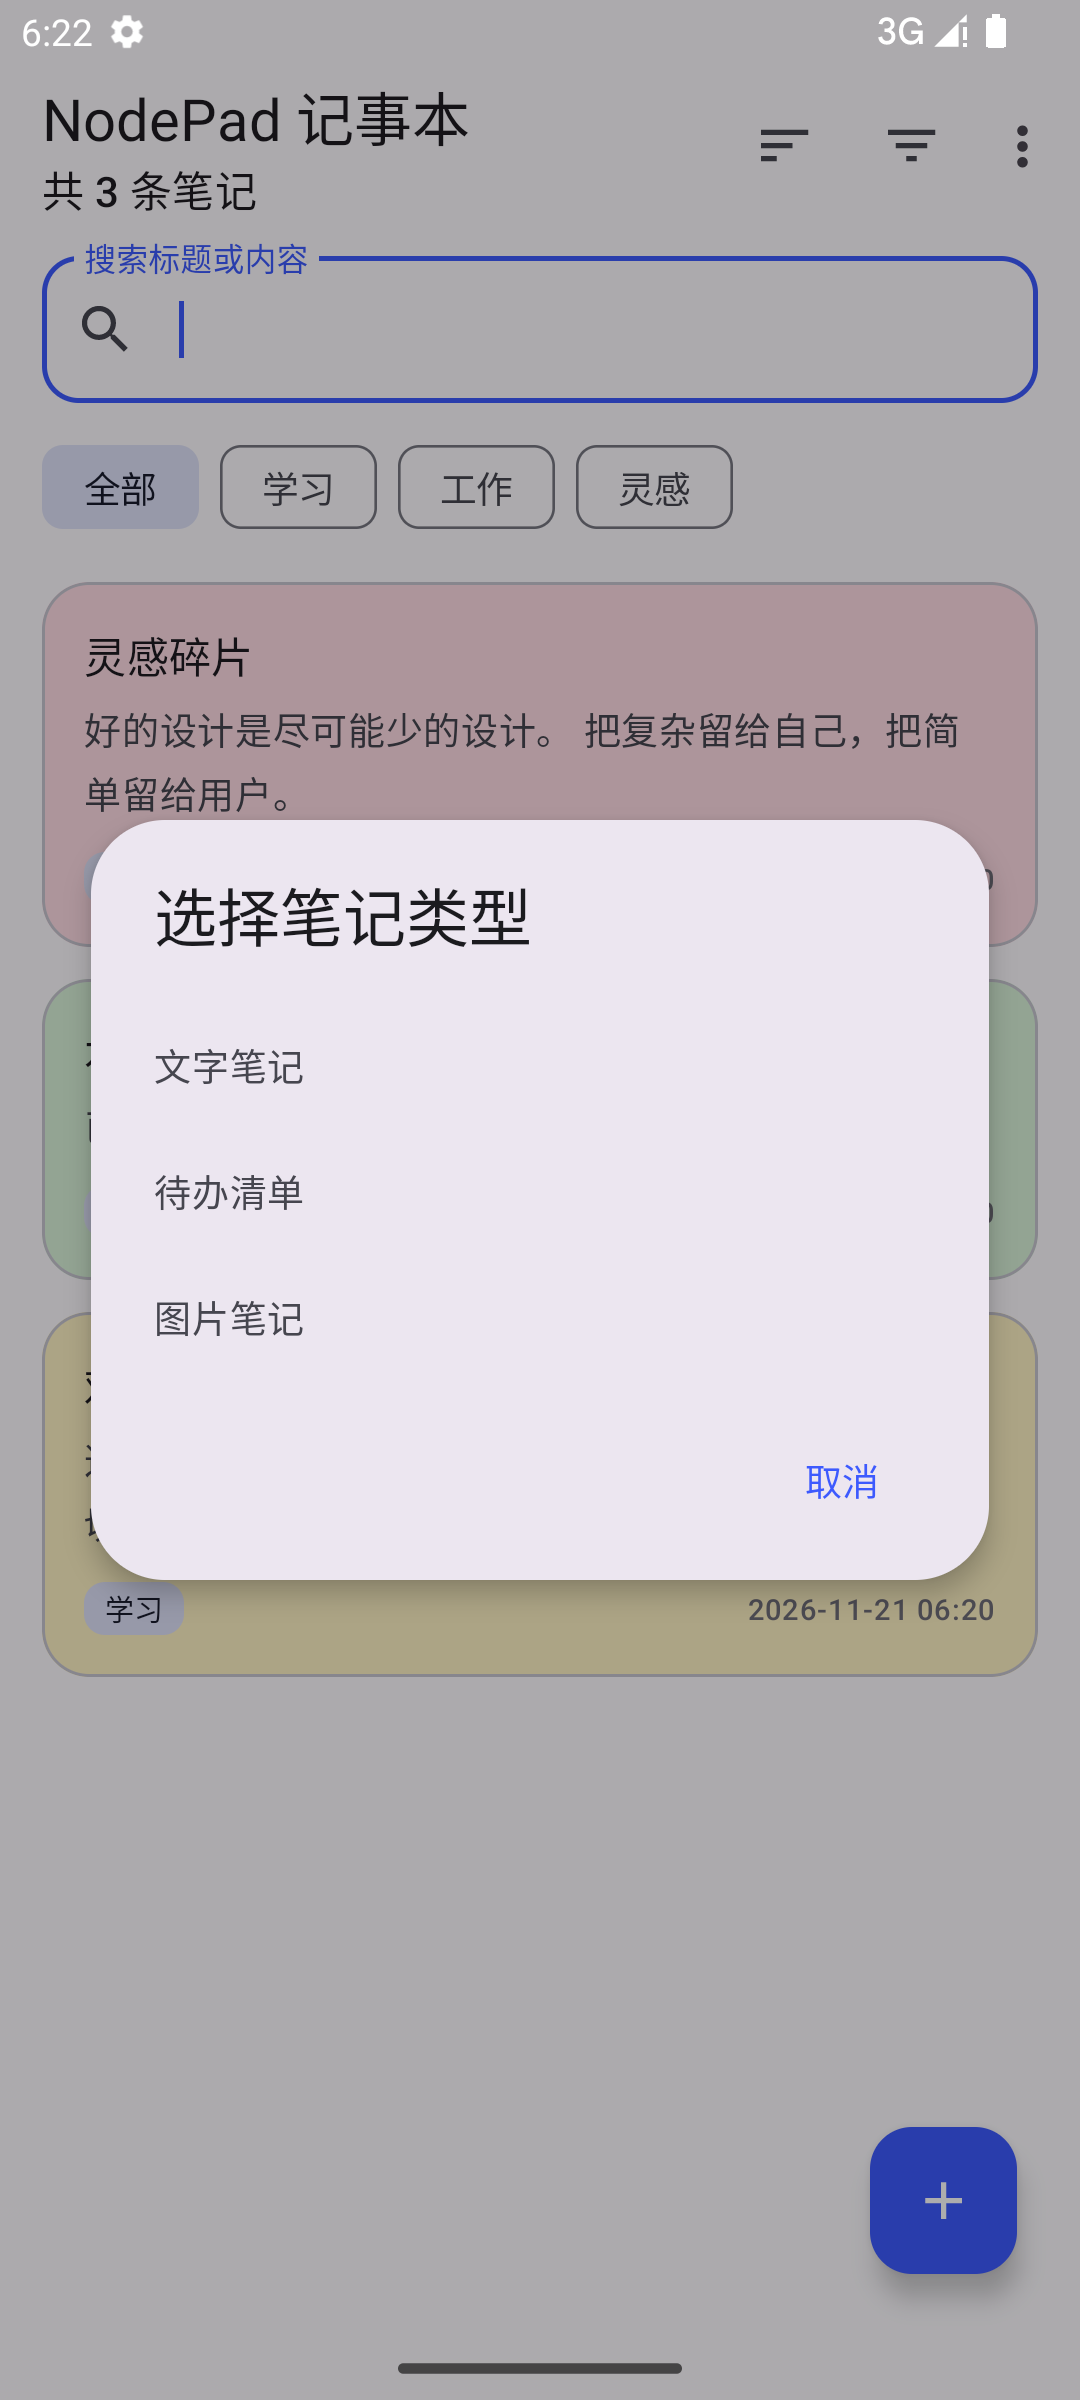 6:22
3G
NodePad 记事本
共 3 条笔记
搜索标题或内容
全部
学习
工作
灵感
灵感碎片
好的设计是尽可能少的设计。 把复杂留给自己，把简
单留给用户。
选择笔记类型
文字笔记
待办清单
图片笔记
取消
学习
2026-11-21 06:20